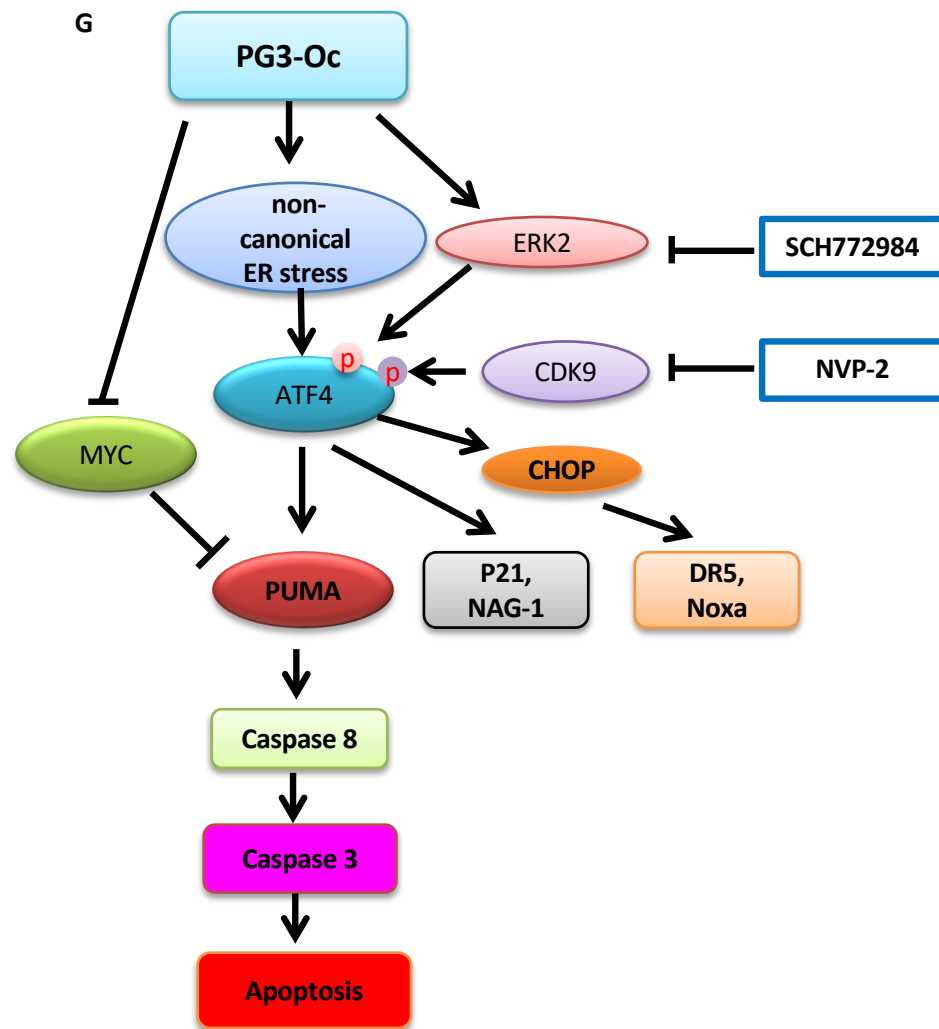 G
PG3-Oc
non-
canonical
ER stress
ERK2
SCH772984
p
p
CDK9
NVP-2
ATF4
MYC
CHOP
PUMA
P21,
NAG-1
DR5,
Noxa
Caspase 8
Caspase 3
Apoptosis